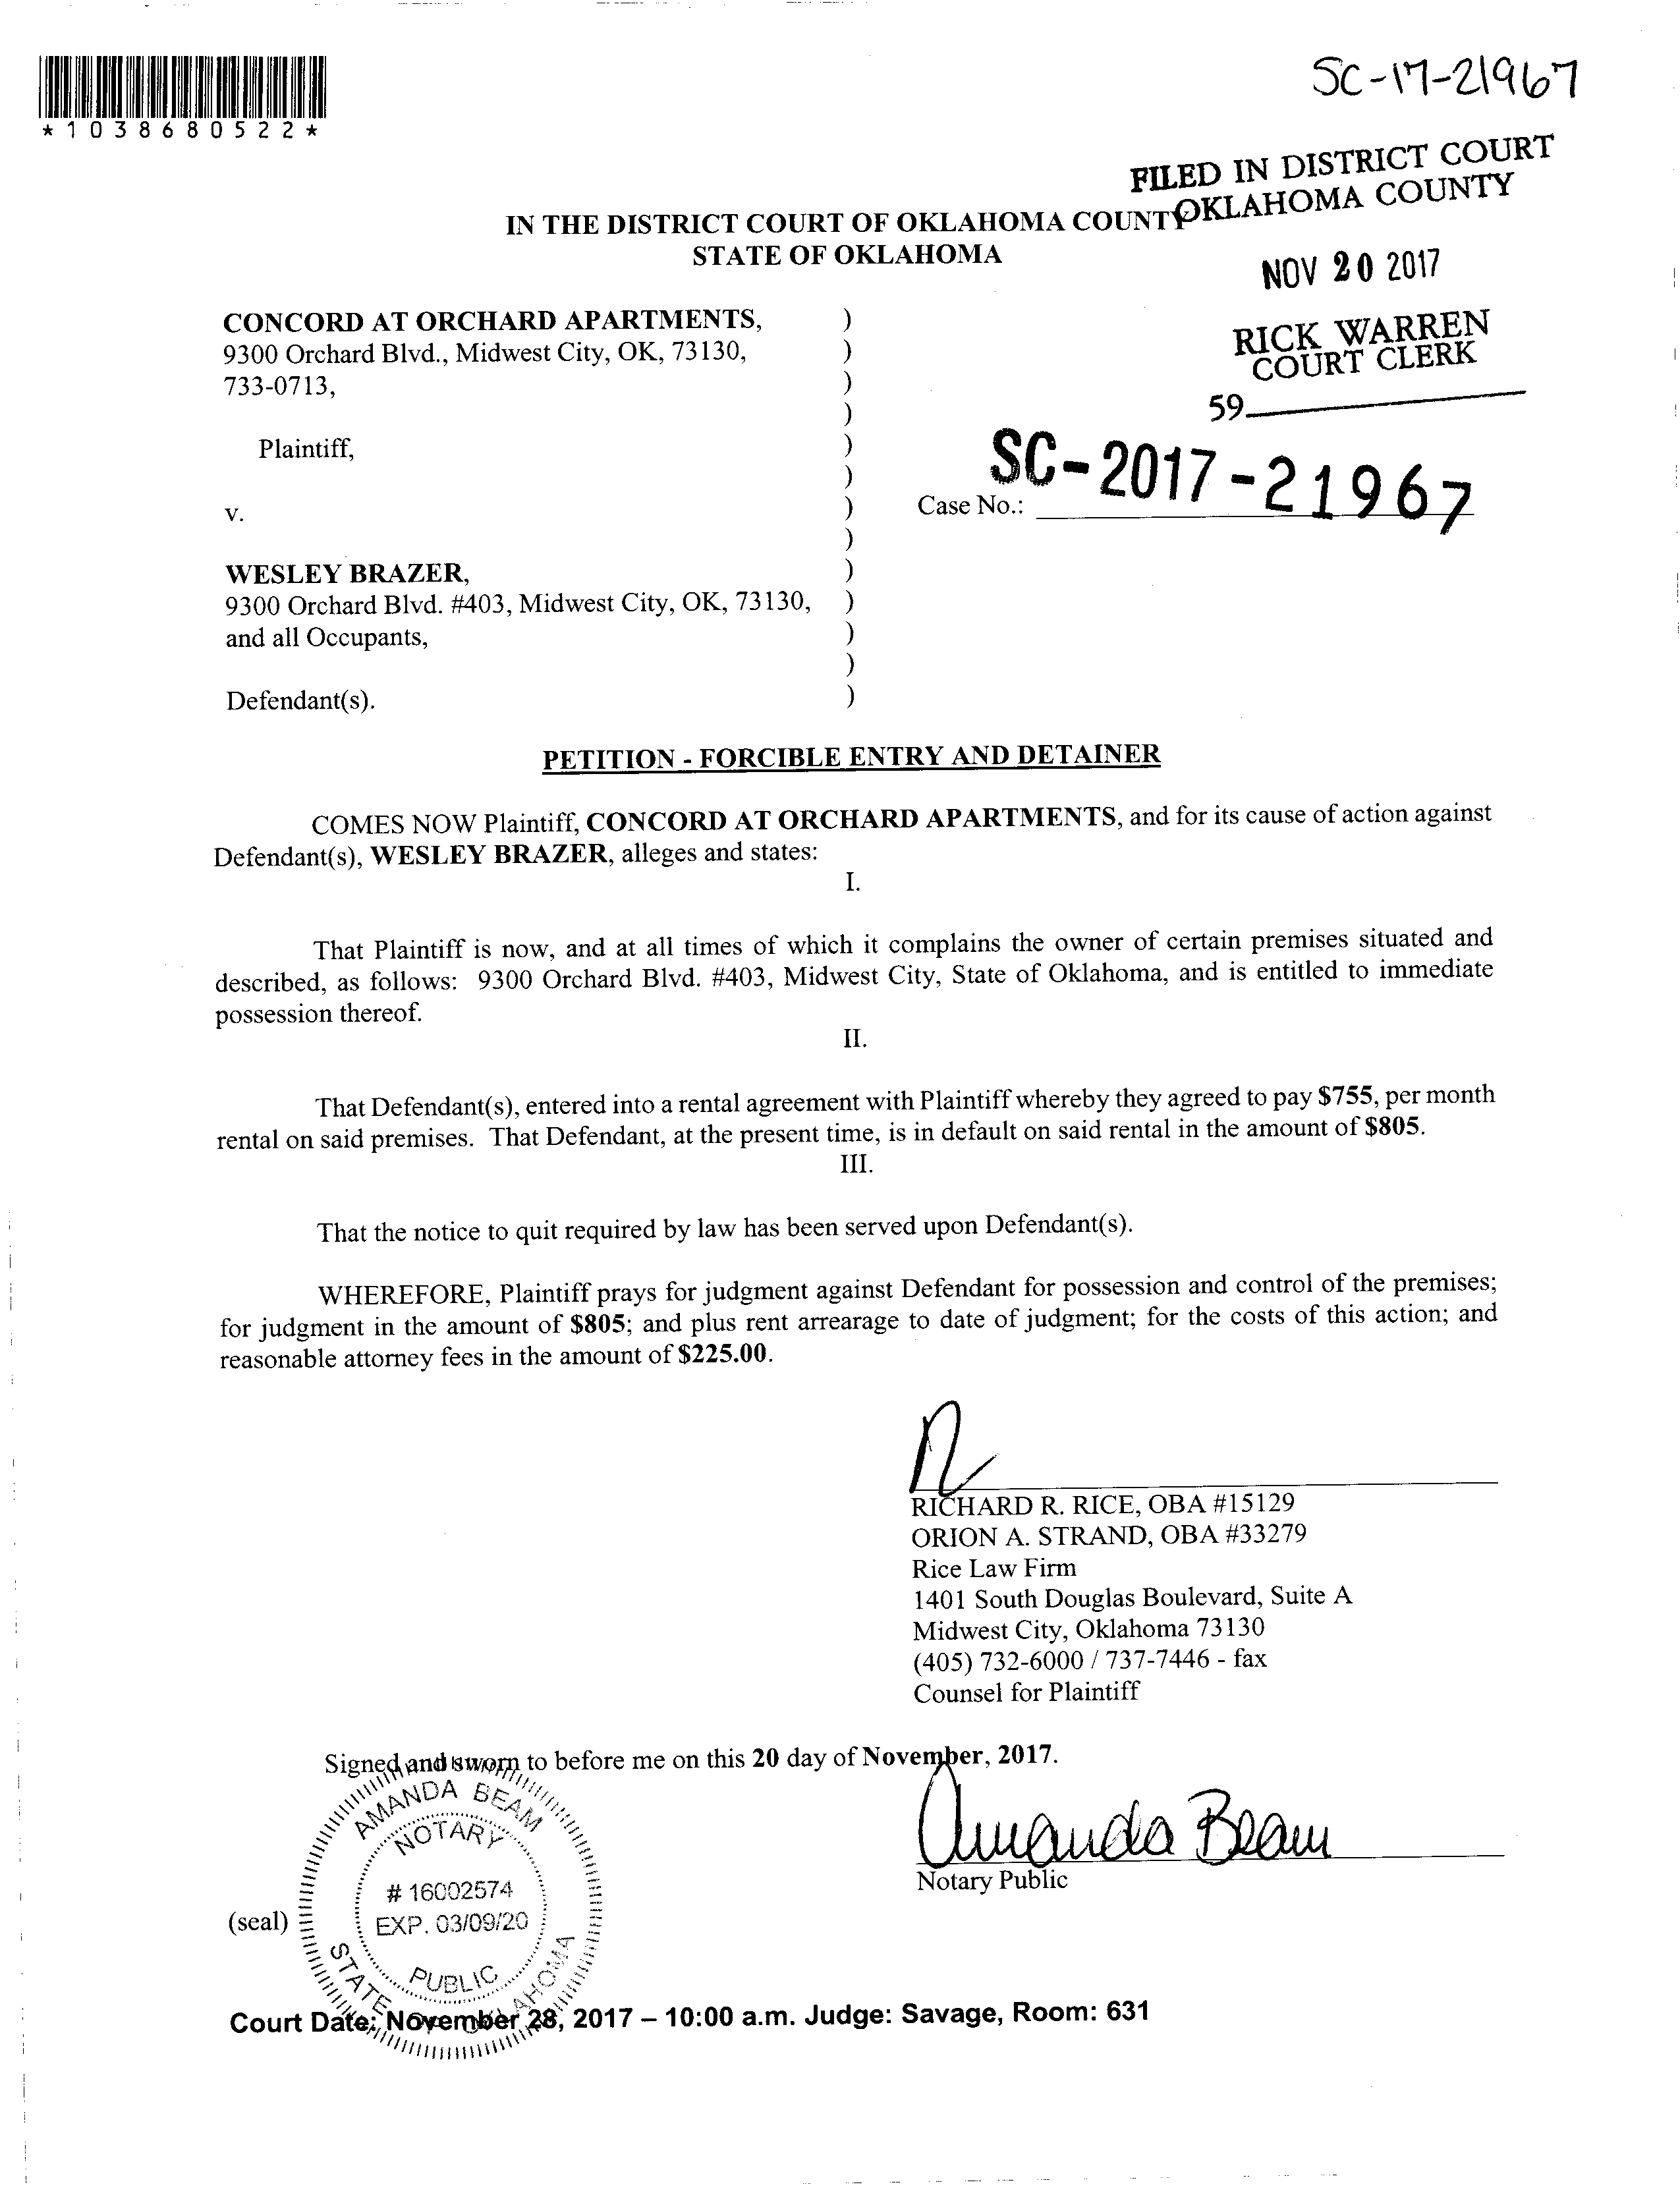 SC-17-21967
*1038680522*
FILED IN DISTRICT COURT
OKLAHOMA COUNTY
IN THE DISTRICT COURT OF OKLAHOMA COUNTY
STATE OF OKLAHOMA
NOV 20 2017
RICK WARREN
COURT CLERK
59
CONCORD AT ORCHARD APARTMENTS, )
9300 Orchard Blvd., Midwest City, OK, 73130, )
733-0713, )
)
Plaintiff, )
)
v. ) Case No.: SC-2017-21967
)
WESLEY BRAZER, )
9300 Orchard Blvd. #403, Midwest City, OK, 73130, )
and all Occupants, )
)
Defendant(s). )
PETITION - FORCIBLE ENTRY AND DETAINER
COMES NOW Plaintiff, CONCORD AT ORCHARD APARTMENTS, and for its cause of action against
Defendant(s), WESLEY BRAZER, alleges and states:
I.
That Plaintiff is now, and at all times of which it complains the owner of certain premises situated and
described, as follows: 9300 Orchard Blvd. #403, Midwest City, State of Oklahoma, and is entitled to immediate
possession thereof.
II.
That Defendant(s), entered into a rental agreement with Plaintiff whereby they agreed to pay $755, per month
rental on said premises. That Defendant, at the present time, is in default on said rental in the amount of $805.
III.
That the notice to quit required by law has been served upon Defendant(s).
WHEREFORE, Plaintiff prays for judgment against Defendant for possession and control of the premises;
for judgment in the amount of $805; and plus rent arrearage to date of judgment; for the costs of this action; and
reasonable attorney fees in the amount of $225.00.
RICHARD R. RICE, OBA #15129
ORION A. STRAND, OBA #33279
Rice Law Firm
1401 South Douglas Boulevard, Suite A
Midwest City, Oklahoma 73130
(405) 732-6000 / 737-7446 - fax
Counsel for Plaintiff
Signed and sworn to before me on this 20 day of November, 2017.
Amanda Beam
Notary Public
AMANDA BEAM
NOTARY
# 16002574
(seal)
EXP. 03/09/20
PUBLIC
STATE OF OKLAHOMA
Court Date: November 28, 2017 – 10:00 a.m. Judge: Savage, Room: 631